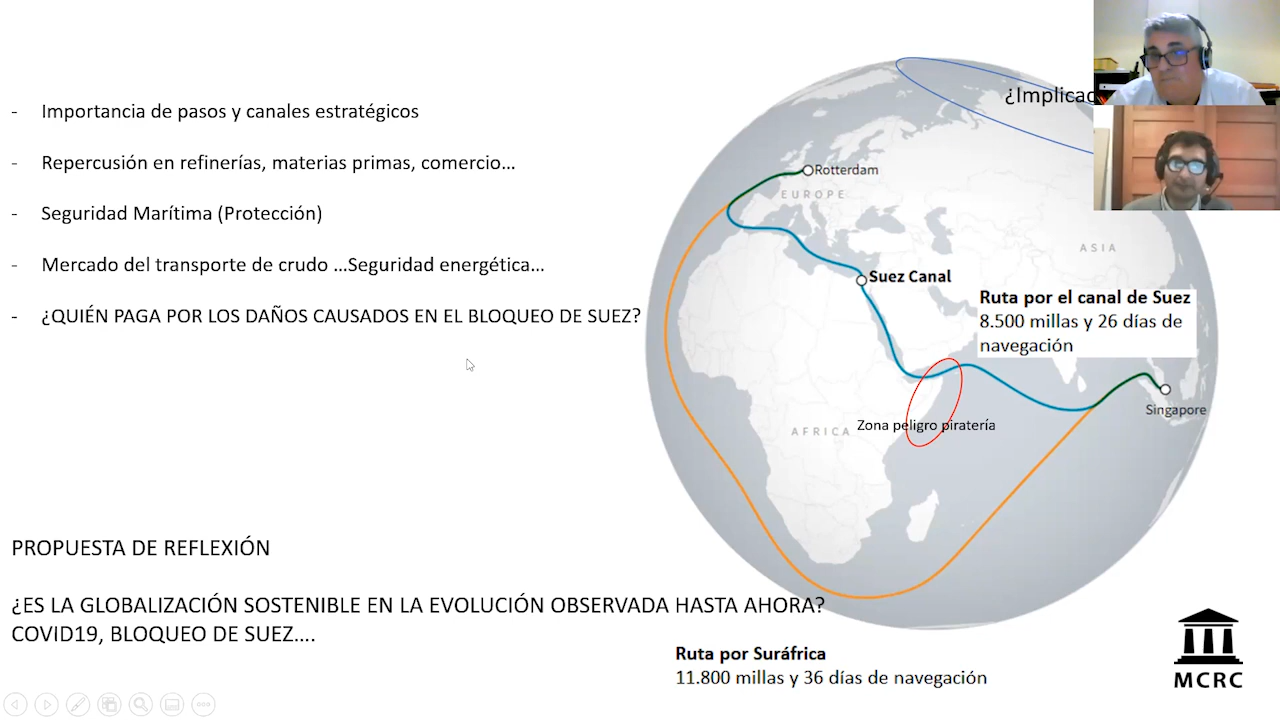 - Importancia de pasos y canales estratégicos
- Repercusión en refinerías, materias primas, comercio…
- Seguridad Marítima (Protección)
- Mercado del transporte de crudo …Seguridad energética…
- ¿QUIÉN PAGA POR LOS DAÑOS CAUSADOS EN EL BLOQUEO DE SUEZ?
PROPUESTA DE REFLEXIÓN
¿ES LA GLOBALIZACIÓN SOSTENIBLE EN LA EVOLUCIÓN OBSERVADA HASTA AHORA?
COVID19, BLOQUEO DE SUEZ....
Rotterdam
EUROPE
ASIA
Suez Canal
Ruta por el canal de Suez
8.500 millas y 26 días de
navegación
Singapore
Zona peligro piratería
AFRICA
Ruta por Suráfrica
11.800 millas y 36 días de navegación
MCRC